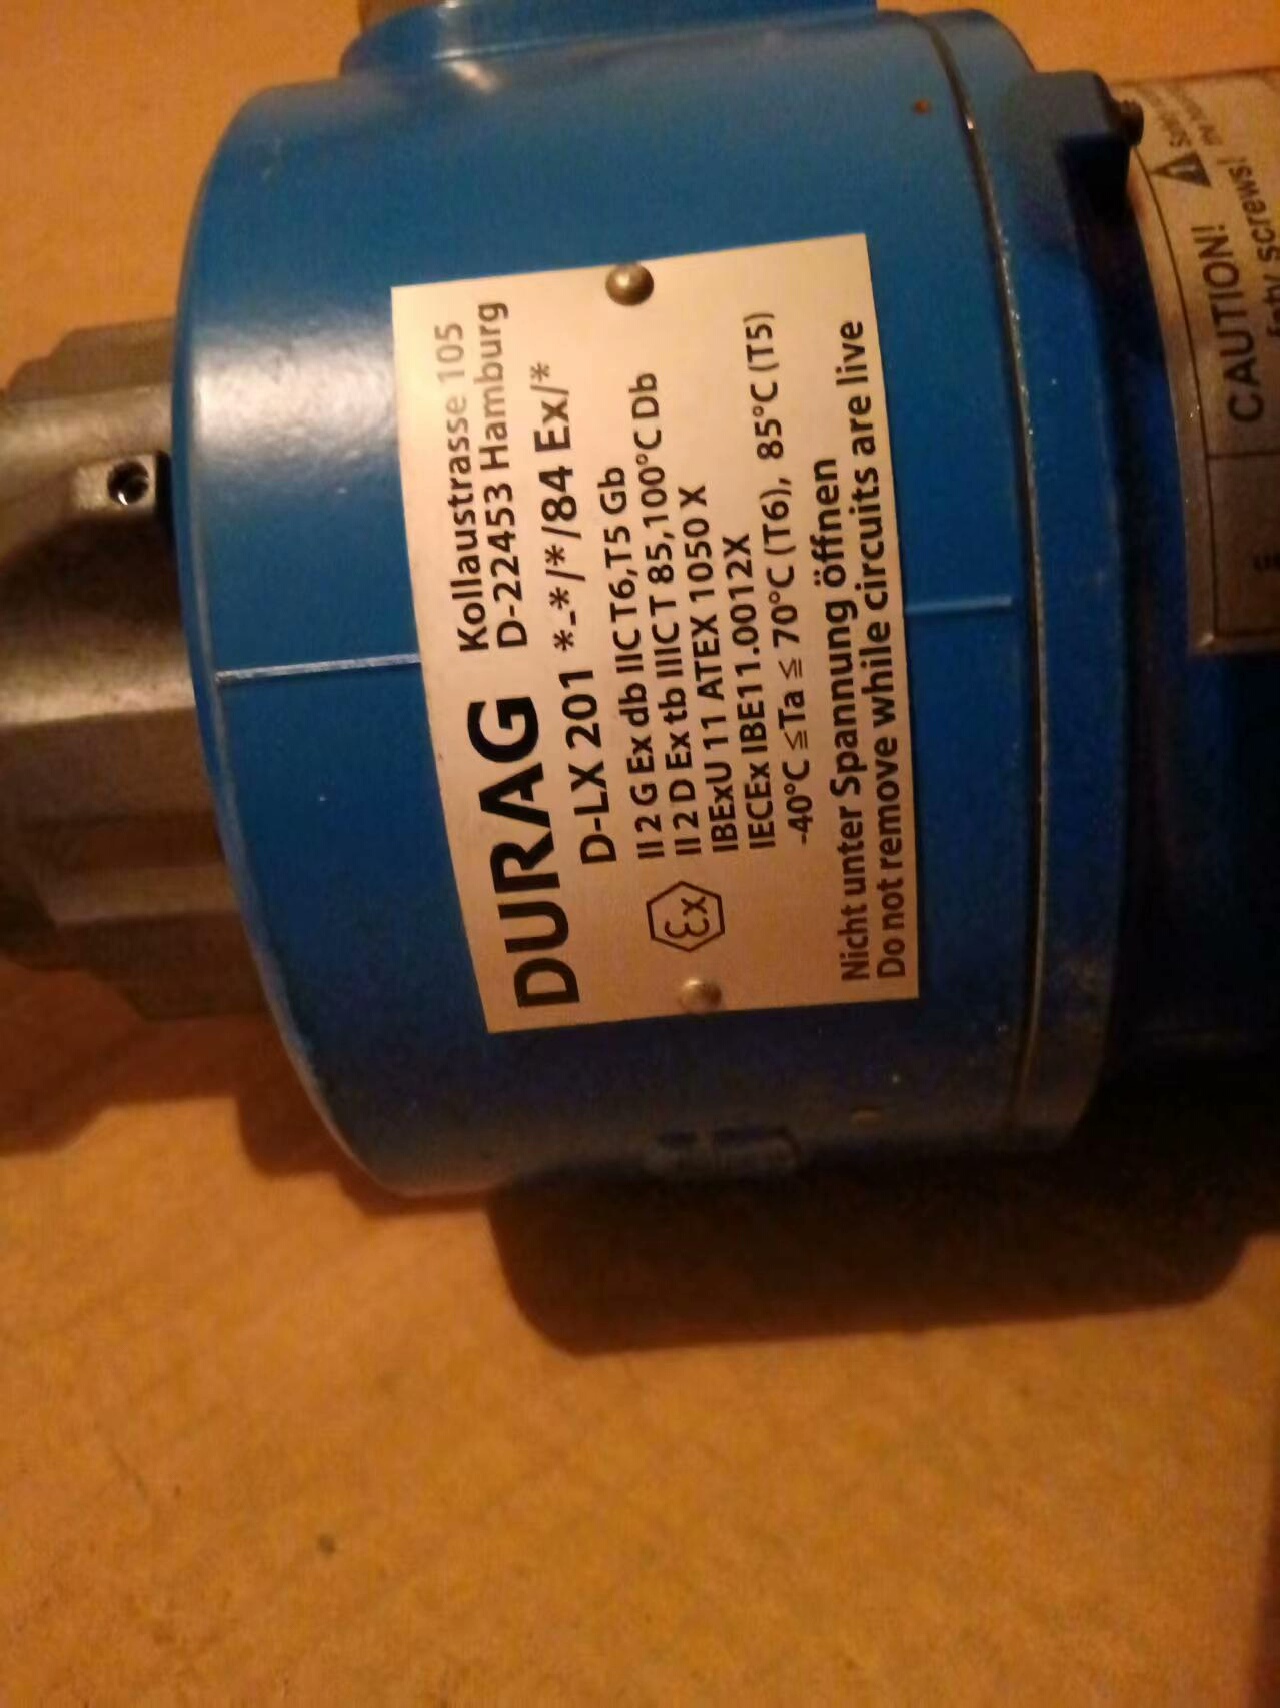 DURAG
Kollaustrasse 105
D-22453 Hamburg
D-LX 201 *-*/*/84 Ex/*
II 2 G Ex db IIC T6,T5 Gb
II 2 D Ex tb IIIC T 85,100°C Db
IBExU 11 ATEX 1050 X
IECEx IBE11.0012X
-40°C ≦Ta ≦ 70°C (T6), 85°C (T5)
Nicht unter Spannung öffnen
Do not remove while circuits are live
εx
CAUTION!
screws!